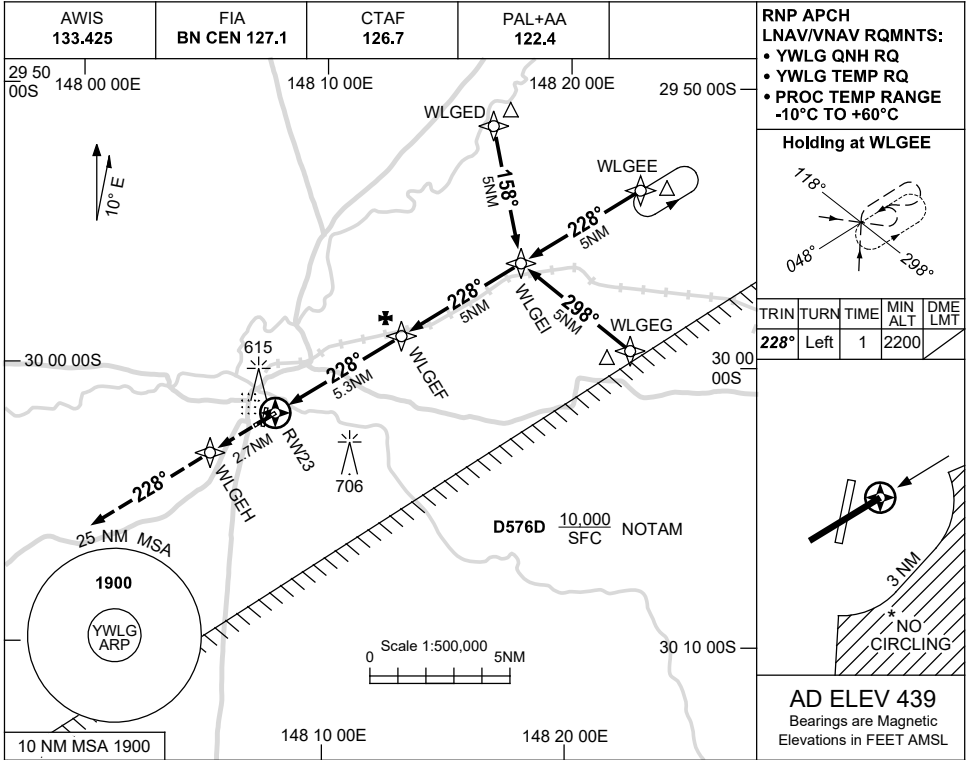 AWIS
133.425
FIA
BN CEN 127.1
CTAF
126.7
PAL+AA
122.4
RNP APCH
LNAV/VNAV RQMNTS:
• YWLG QNH RQ
• YWLG TEMP RQ
• PROC TEMP RANGE
-10°C TO +60°C
29 50
00S
148 00 00E
148 10 00E
148 20 00E
29 50 00S
WLGED
WLGEE
10° E
158°
5NM
228°
5NM
228°
5NM
WLGEI
298°
5NM
WLGEG
WLGEF
30 00 00S
30 00
00S
615
228°
5.3NM
RW23
2.7NM
WLGEH
706
228°
25 NM MSA
1900
YWLG
ARP
D576D
10,000
SFC
NOTAM
Scale 1:500,000
0
5NM
30 10 00S
148 10 00E
148 20 00E
10 NM MSA 1900
Holding at WLGEE
118°
048°
298°
TRIN TURN TIME MIN ALT DME LMT
228° Left 1 2200
3 NM
*NO
CIRCLING
AD ELEV 439
Bearings are Magnetic
Elevations in FEET AMSL